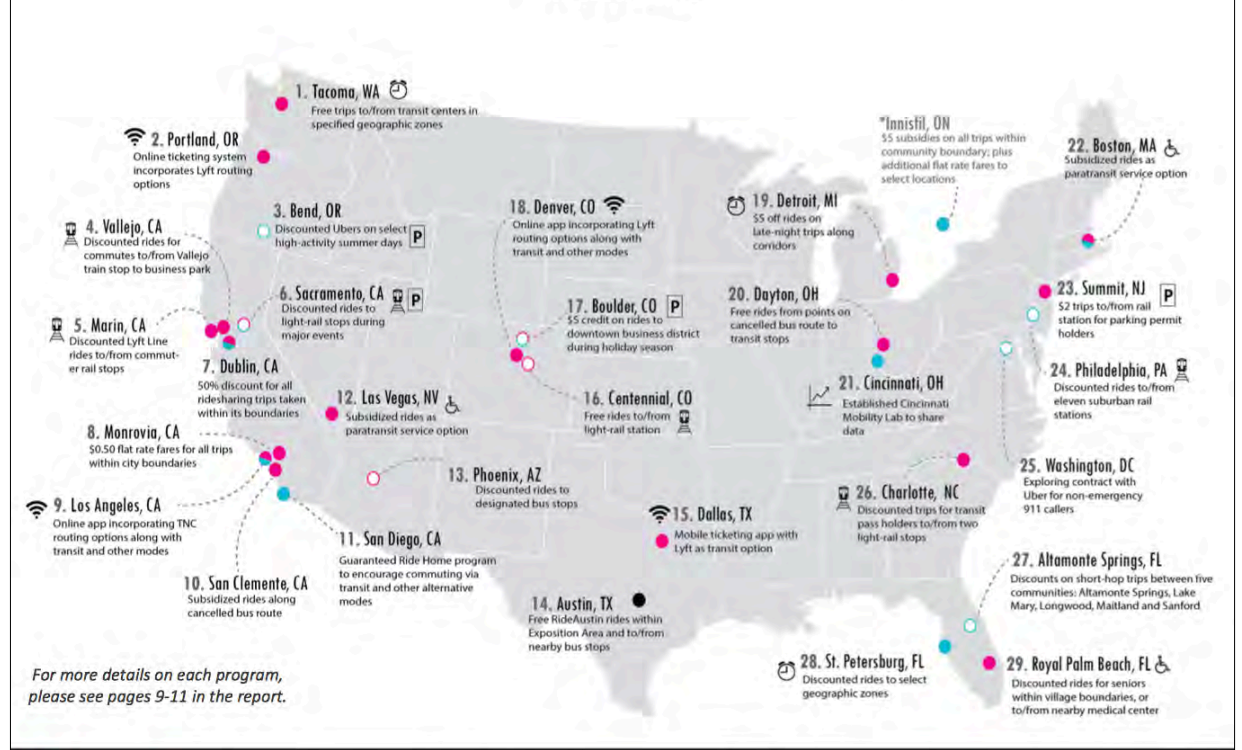 1. Tacoma, WA
Free trips to/from transit centers in
specified geographic zones
2. Portland, OR
Online ticketing system
incorporates Lyft routing
options
3. Bend, OR
Discounted Ubers on select
high-activity summer days
P
4. Vallejo, CA
Discounted rides for
commutes to/from Vallejo
train stop to business park
5. Marin, CA
Discounted Lyft Line
rides to/from commut-
er rail stops
6. Sacramento, CA
P
Discounted rides to
light-rail stops during
major events
7. Dublin, CA
50% discount for all
ridesharing trips taken
within its boundaries
8. Monrovia, CA
$0.50 flat rate fares for all trips
within city boundaries
9. Los Angeles, CA
Online app incorporating TNC
routing options along with
transit and other modes
10. San Clemente, CA
Subsidized rides along
cancelled bus route
11. San Diego, CA
Guaranteed Ride Home program
to encourage commuting via
transit and other alternative
modes
12. Las Vegas, NV
Subsidized rides as
paratransit service option
13. Phoenix, AZ
Discounted rides to
designated bus stops
14. Austin, TX
Free RideAustin rides within
Exposition Area and to/from
nearby bus stops
15. Dallas, TX
Mobile ticketing app with
Lyft as transit option
16. Centennial, CO
Free rides to/from
light-rail station
17. Boulder, CO
P
$5 credit on rides to
downtown business district
during holiday season
18. Denver, CO
Online app incorporating Lyft
routing options along with
transit and other modes
19. Detroit, MI
$5 off rides on
late-night trips along
corridors
20. Dayton, OH
Free rides from points on
cancelled bus route to
transit stops
21. Cincinnati, OH
Established Cincinnati
Mobility Lab to share
data
*Innisfil, ON
$5 subsidies on all trips within
community boundary; plus
additional flat rate fares to
select locations
22. Boston, MA
Subsidized rides as
paratransit service option
23. Summit, NJ
P
$2 trips to/from rail
station for parking permit
holders
24. Philadelphia, PA
Discounted rides to/from
eleven suburban rail
stations
25. Washington, DC
Exploring contract with
Uber for non-emergency
911 callers
26. Charlotte, NC
Discounted trips for transit
pass holders to/from two
light-rail stops
27. Altamonte Springs, FL
Discounts on short-hop trips between five
communities: Altamonte Springs, Lake
Mary, Longwood, Maitland and Sanford
28. St. Petersburg, FL
Discounted rides to select
geographic zones
29. Royal Palm Beach, FL
Discounted rides for seniors
within village boundaries, or
to/from nearby medical center
For more details on each program,
please see pages 9-11 in the report.